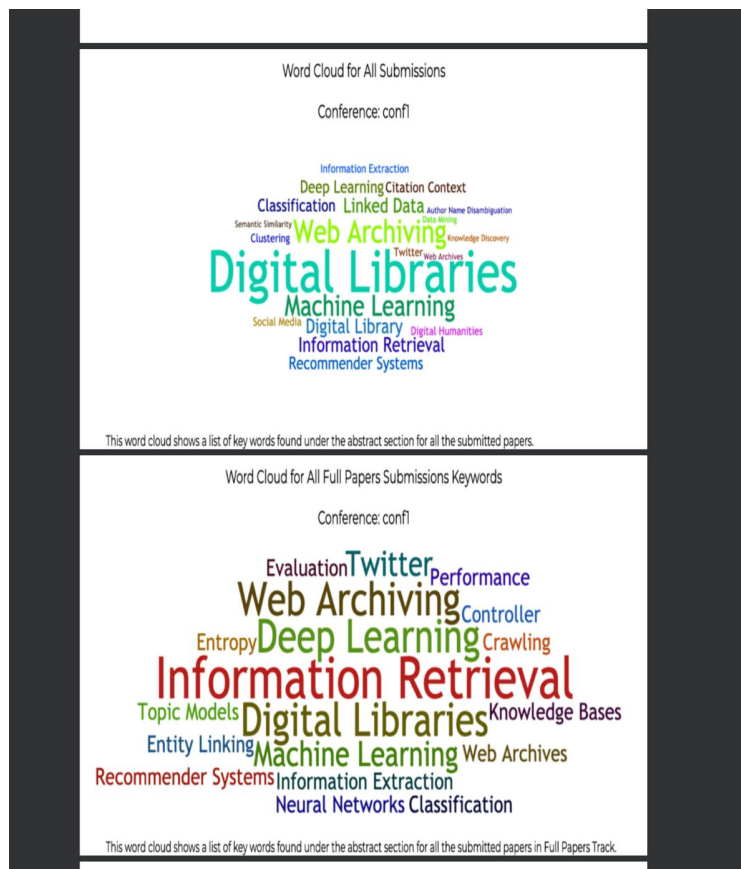 Word Cloud for All Submissions
Conference: conf1
Information Extraction
Deep Learning Citation Context
Classification Linked Data Author Name Disambiguation
Data Mining
Semantic Similarity Web Archiving Knowledge Discovery
Clustering
Twitter Web Archives
Digital Libraries
Machine Learning
Social Media Digital Library Digital Humanities
Information Retrieval
Recommender Systems
This word cloud shows a list of key words found under the abstract section for all the submitted papers.
Word Cloud for All Full Papers Submissions Keywords
Conference: conf1
Evaluation Twitter Performance
Web Archiving Controller
Entropy Deep Learning Crawling
Information Retrieval
Topic Models Digital Libraries Knowledge Bases
Entity Linking Machine Learning Web Archives
Recommender Systems Information Extraction
Neural Networks Classification
This word cloud shows a list of key words found under the abstract section for all the submitted papers in Full Papers Track.